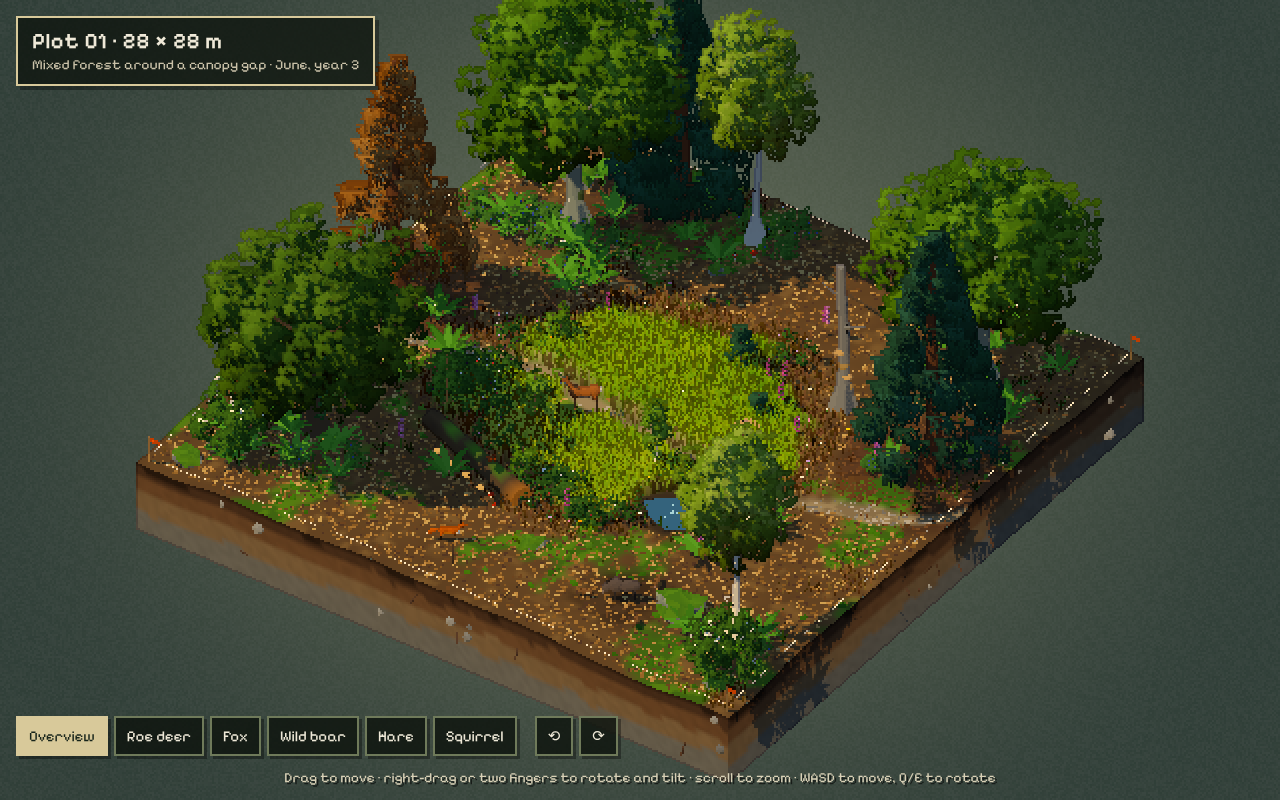 Plot 01 · 28 × 28 m
Mixed forest around a canopy gap · June, year 3
Overview
Roe deer
Fox
Wild boar
Hare
Squirrel
⟲
⟳
Drag to move · right-drag or two fingers to rotate and tilt · scroll to zoom · WASD to move, Q/E to rotate